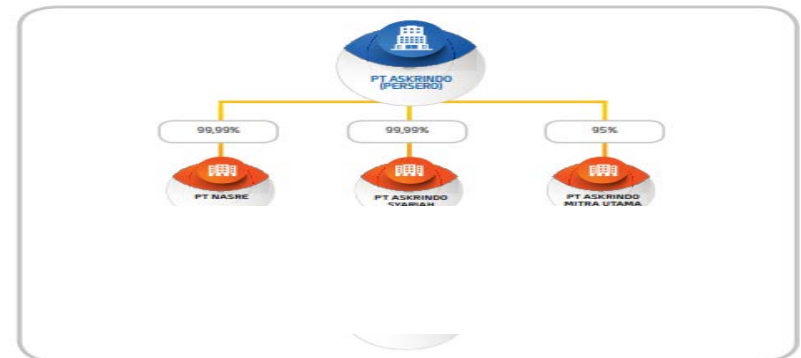 PT ASKRINDO
(PERSERO)
99,99%
99,99%
95%
PT NASRE
PT ASKRINDO
SYARIAH
PT ASKRINDO
MITRA UTAMA